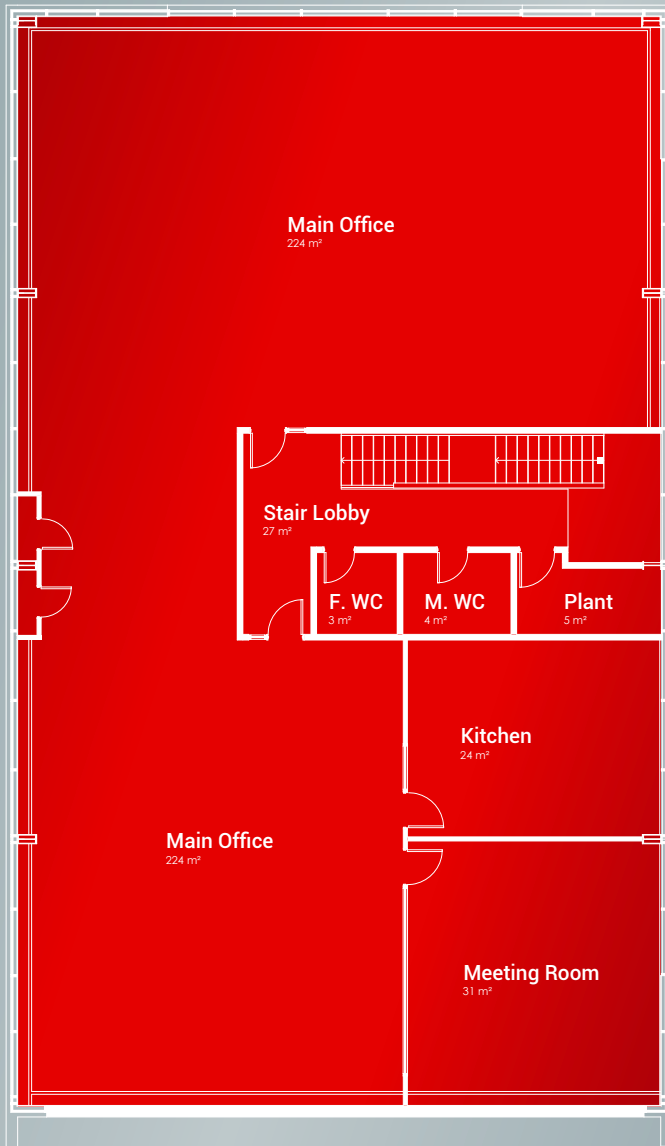 Main Office
224 m²
Stair Lobby
27 m²
F. WC
3 m²
M. WC
4 m²
Plant
5 m²
Kitchen
24 m²
Main Office
224 m²
Meeting Room
31 m²